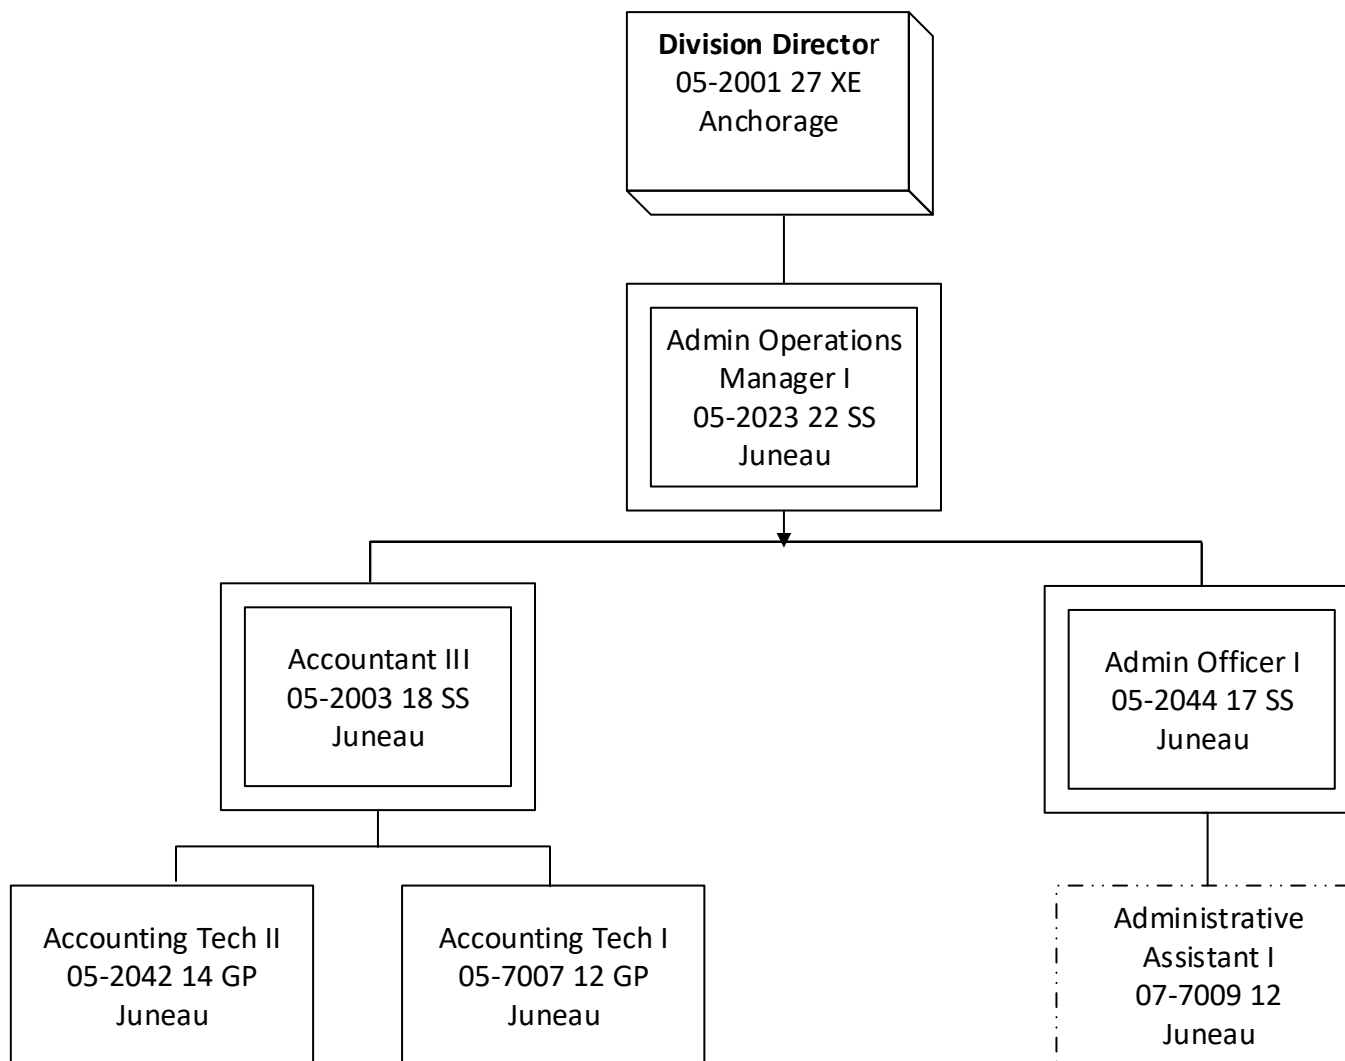 Division Director
05-2001 27 XE
Anchorage
Admin Operations
Manager I
05-2023 22 SS
Juneau
Accountant III
05-2003 18 SS
Juneau
Admin Officer I
05-2044 17 SS
Juneau
Accounting Tech II
05-2042 14 GP
Juneau
Accounting Tech I
05-7007 12 GP
Juneau
Administrative
Assistant I
07-7009 12
Juneau